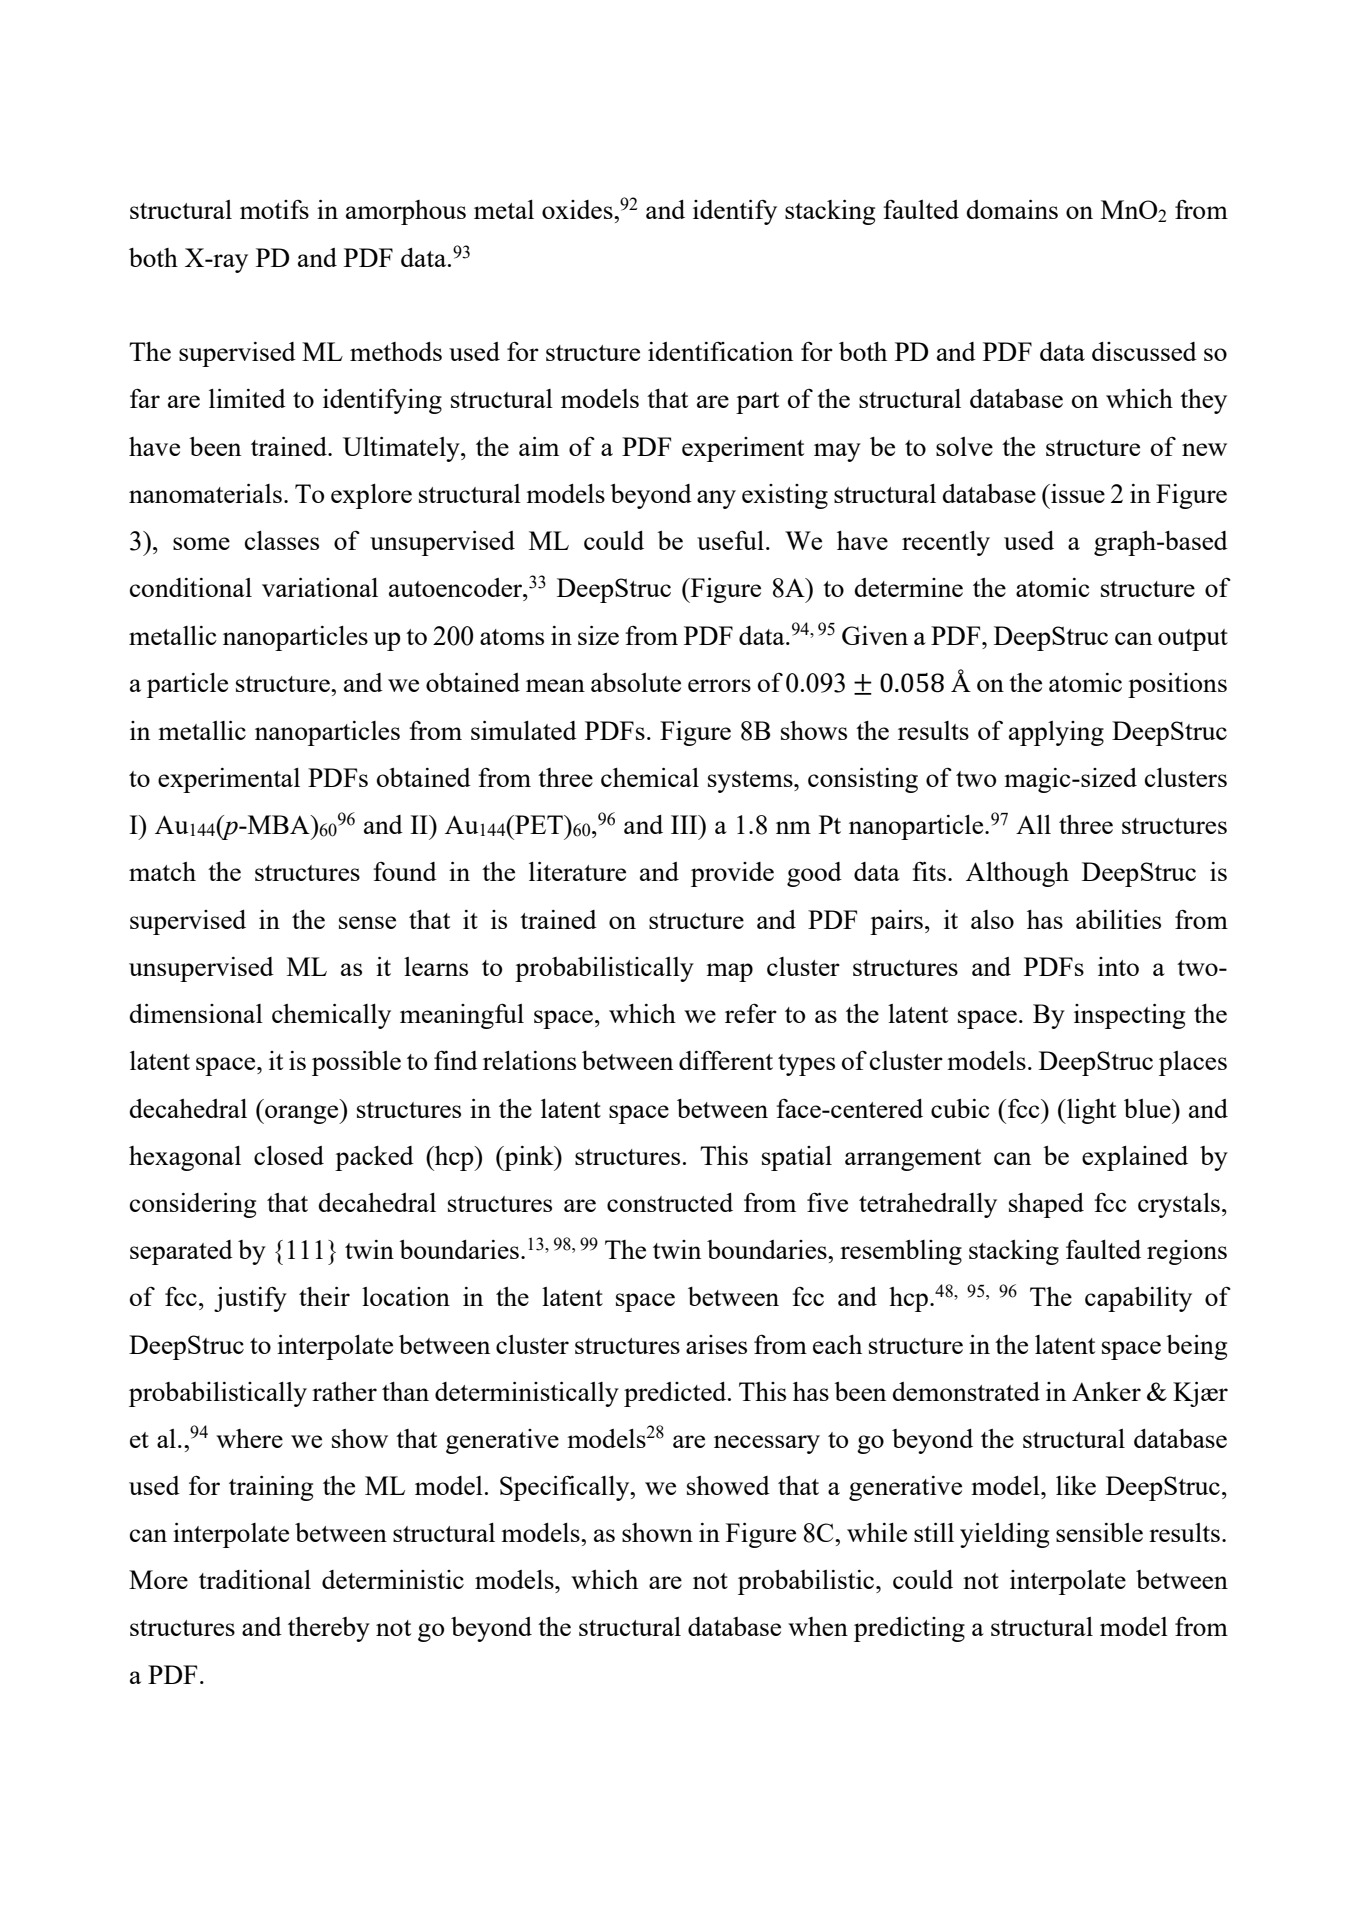 structural motifs in amorphous metal oxides,92 and identify stacking faulted domains on MnO2 from
both X-ray PD and PDF data.93
The supervised ML methods used for structure identification for both PD and PDF data discussed so
far are limited to identifying structural models that are part of the structural database on which they
have been trained. Ultimately, the aim of a PDF experiment may be to solve the structure of new
nanomaterials. To explore structural models beyond any existing structural database (issue 2 in Figure
3), some classes of unsupervised ML could be useful. We have recently used a graph-based
conditional variational autoencoder,33 DeepStruc (Figure 8A) to determine the atomic structure of
metallic nanoparticles up to 200 atoms in size from PDF data.94, 95 Given a PDF, DeepStruc can output
a particle structure, and we obtained mean absolute errors of 0.093 ± 0.058 Å on the atomic positions
in metallic nanoparticles from simulated PDFs. Figure 8B shows the results of applying DeepStruc
to experimental PDFs obtained from three chemical systems, consisting of two magic-sized clusters
I) Au144(p-MBA)6096 and II) Au144(PET)60,96 and III) a 1.8 nm Pt nanoparticle.97 All three structures
match the structures found in the literature and provide good data fits. Although DeepStruc is
supervised in the sense that it is trained on structure and PDF pairs, it also has abilities from
unsupervised ML as it learns to probabilistically map cluster structures and PDFs into a two-
dimensional chemically meaningful space, which we refer to as the latent space. By inspecting the
latent space, it is possible to find relations between different types of cluster models. DeepStruc places
decahedral (orange) structures in the latent space between face-centered cubic (fcc) (light blue) and
hexagonal closed packed (hcp) (pink) structures. This spatial arrangement can be explained by
considering that decahedral structures are constructed from five tetrahedrally shaped fcc crystals,
separated by {111} twin boundaries.13, 98, 99 The twin boundaries, resembling stacking faulted regions
of fcc, justify their location in the latent space between fcc and hcp.48, 95, 96 The capability of
DeepStruc to interpolate between cluster structures arises from each structure in the latent space being
probabilistically rather than deterministically predicted. This has been demonstrated in Anker & Kjær
et al.,94 where we show that generative models28 are necessary to go beyond the structural database
used for training the ML model. Specifically, we showed that a generative model, like DeepStruc,
can interpolate between structural models, as shown in Figure 8C, while still yielding sensible results.
More traditional deterministic models, which are not probabilistic, could not interpolate between
structures and thereby not go beyond the structural database when predicting a structural model from
a PDF.